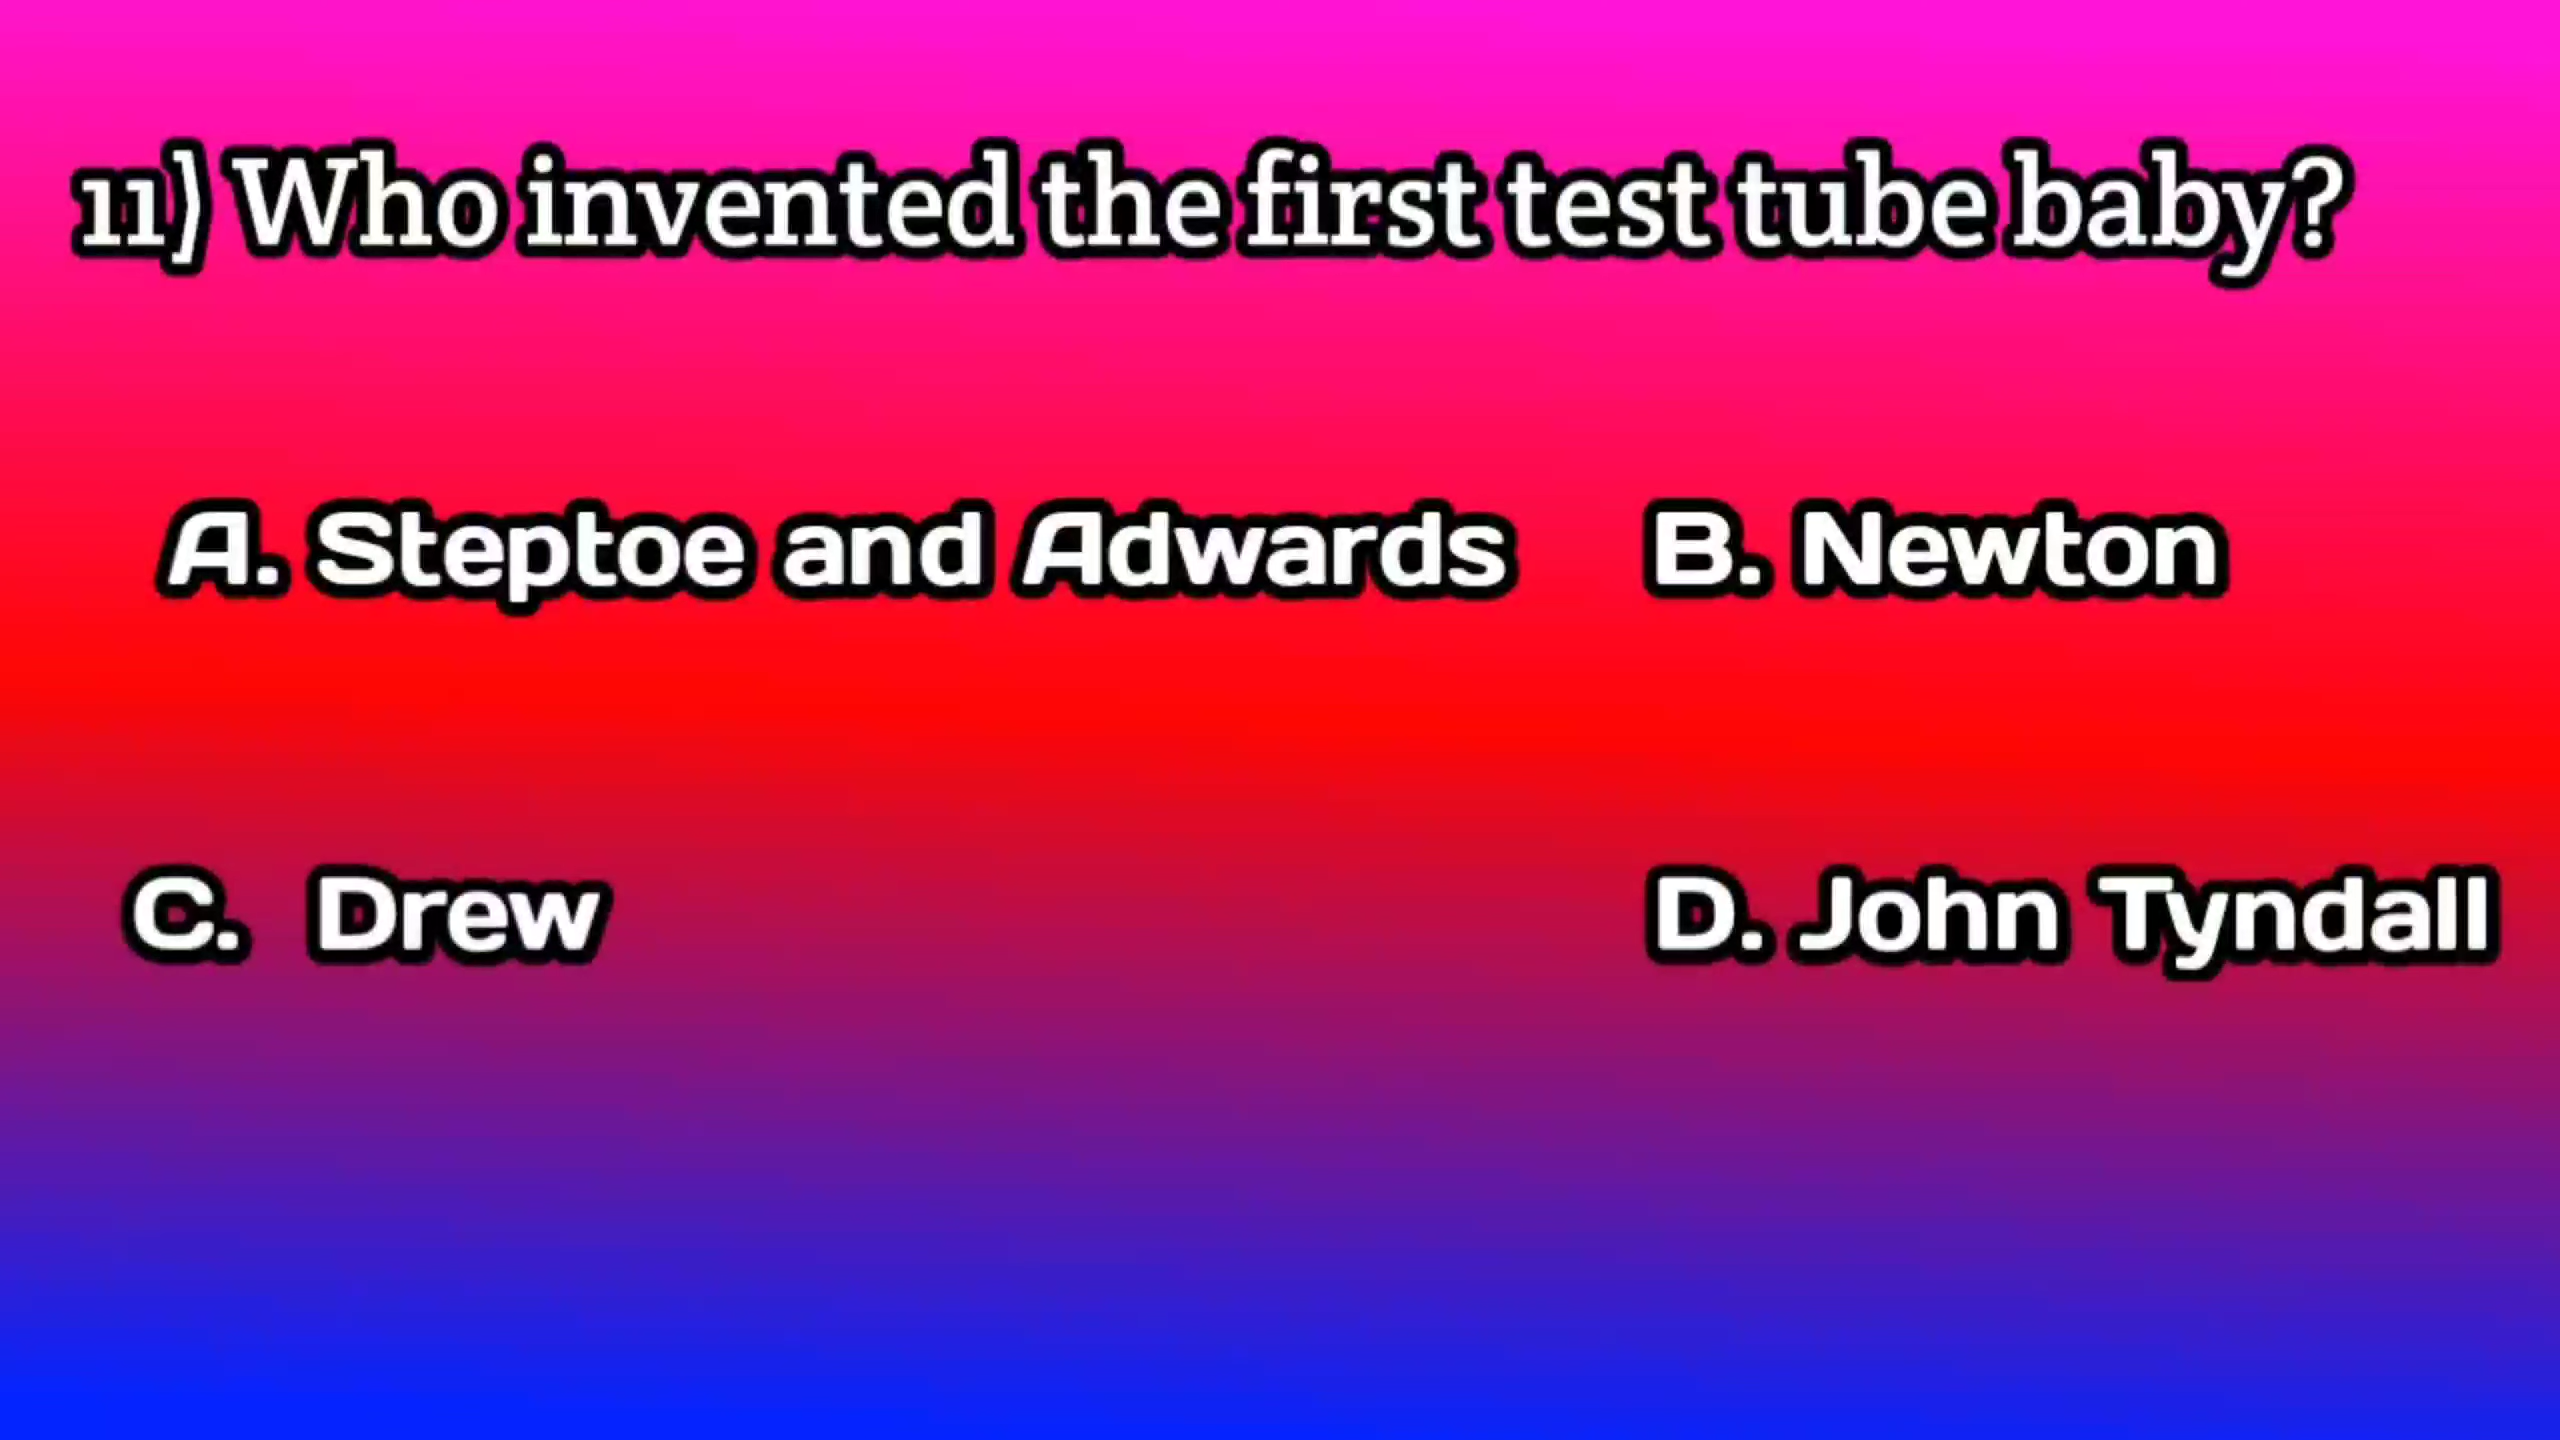 11) Who invented the first test tube baby?
A. Steptoe and Adwards B. Newton
C. Drew D. John Tyndall